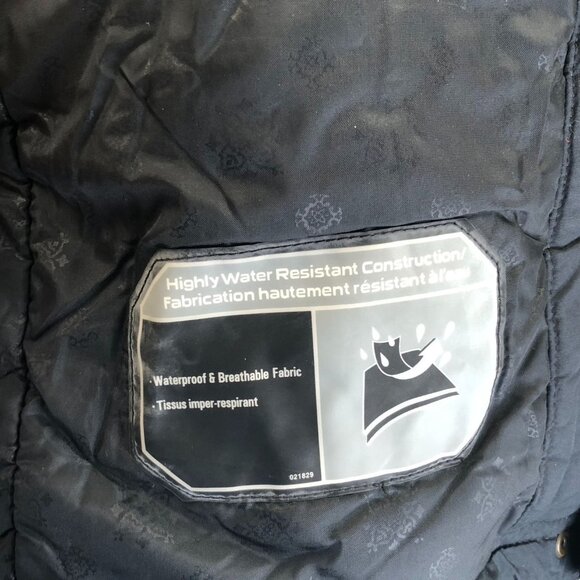 Highly Water Resistant Construction/
Fabrication hautement résistant à l'eau
· Waterproof & Breathable Fabric
· Tissus imper-respirant
021829